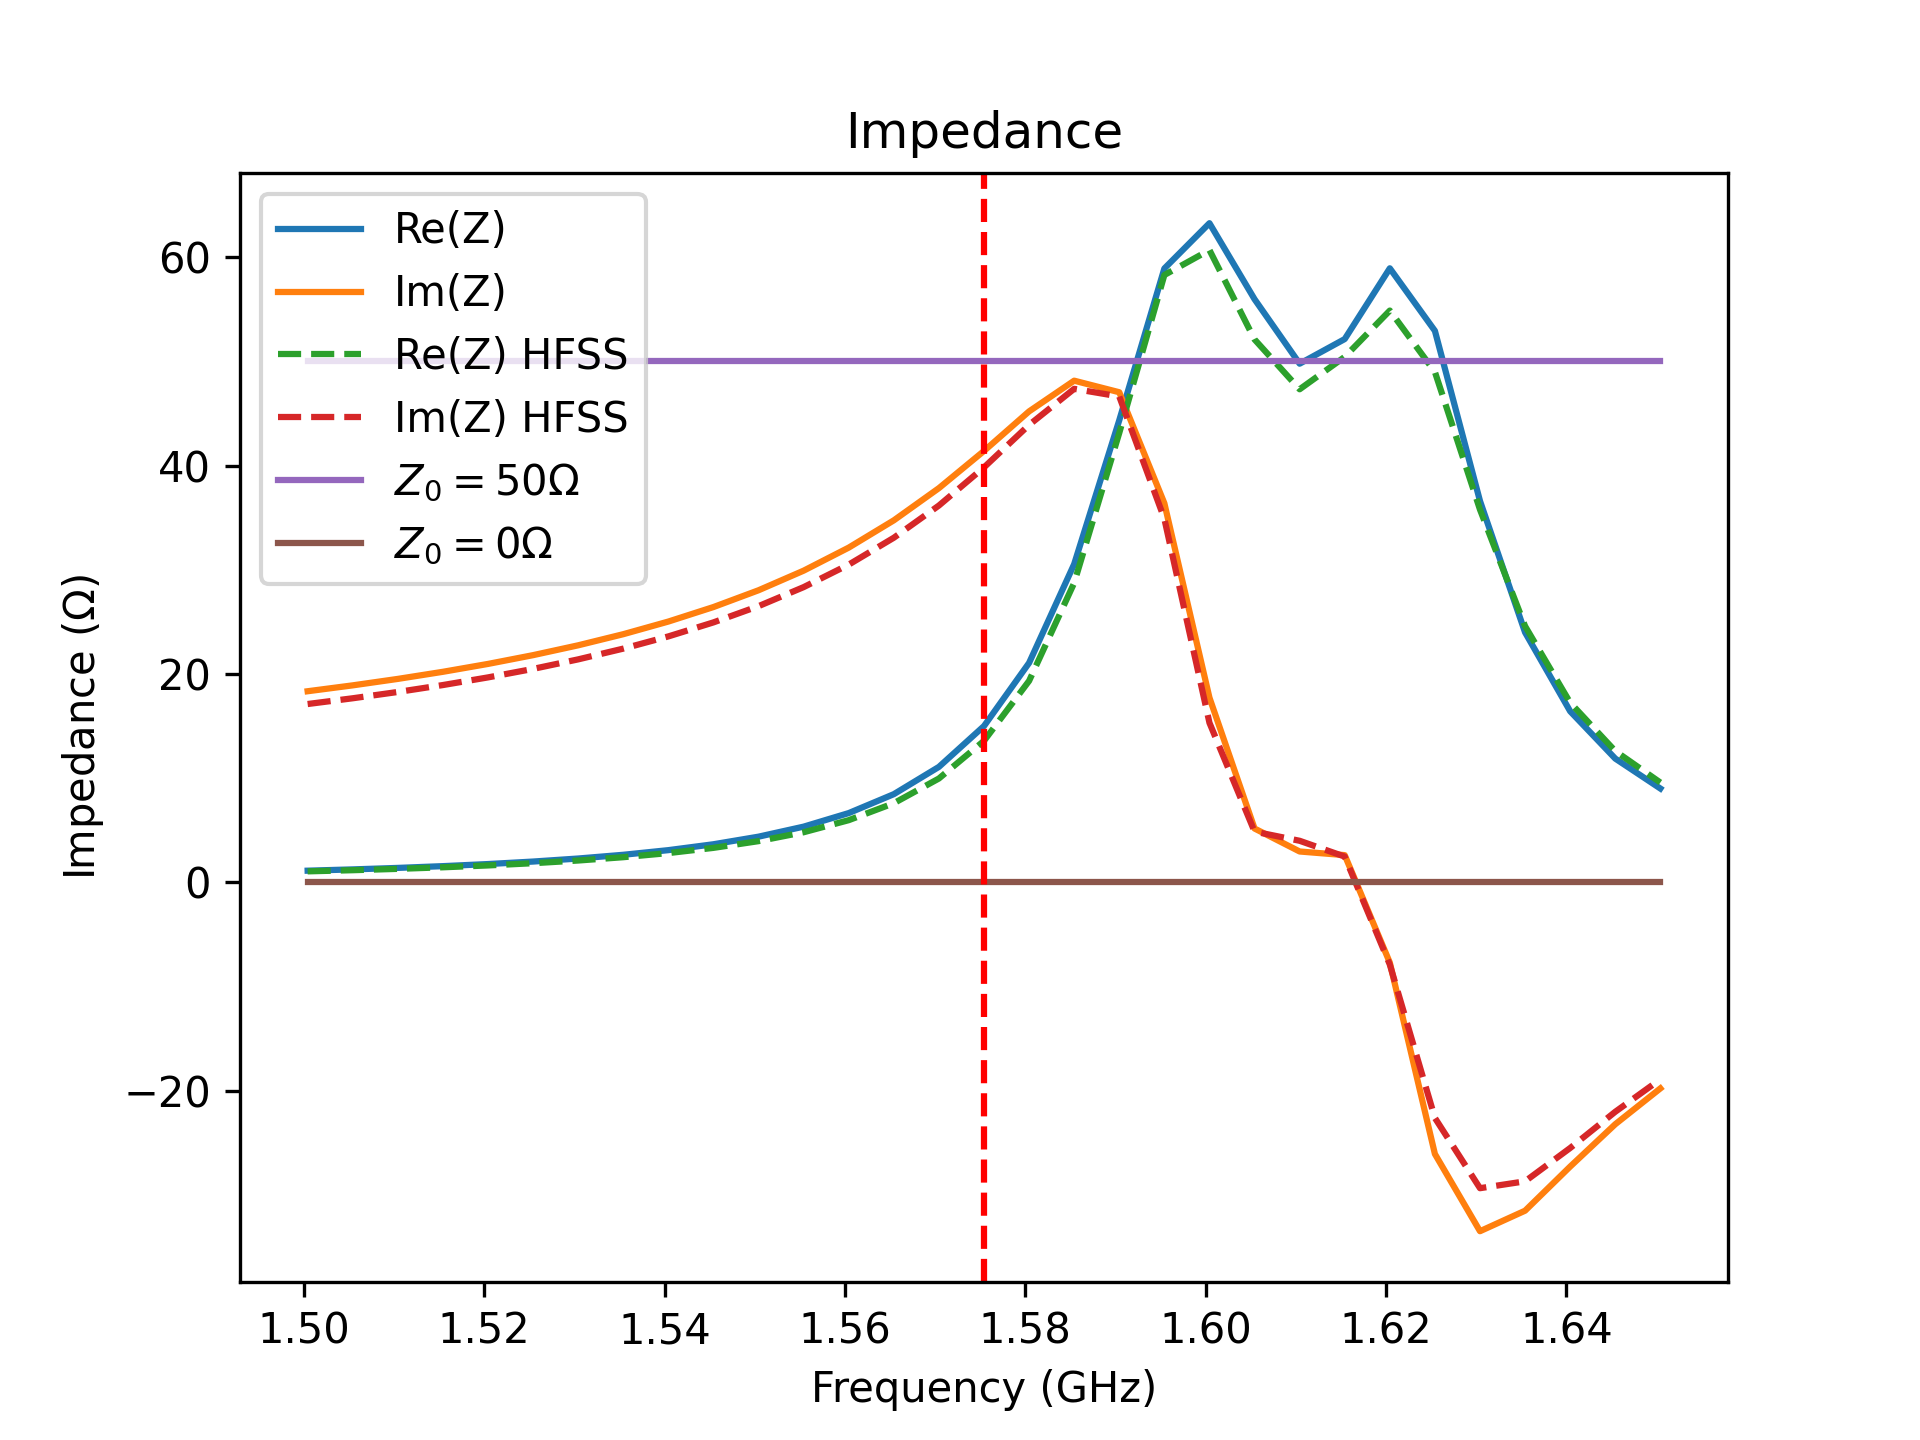 Impedance
Re(Z)
Im(Z)
Re(Z) HFSS
Im(Z) HFSS
Z₀ = 50Ω
Z₀ = 0Ω
Impedance (Ω)
60
40
20
0
−20
1.50 1.52 1.54 1.56 1.58 1.60 1.62 1.64
Frequency (GHz)